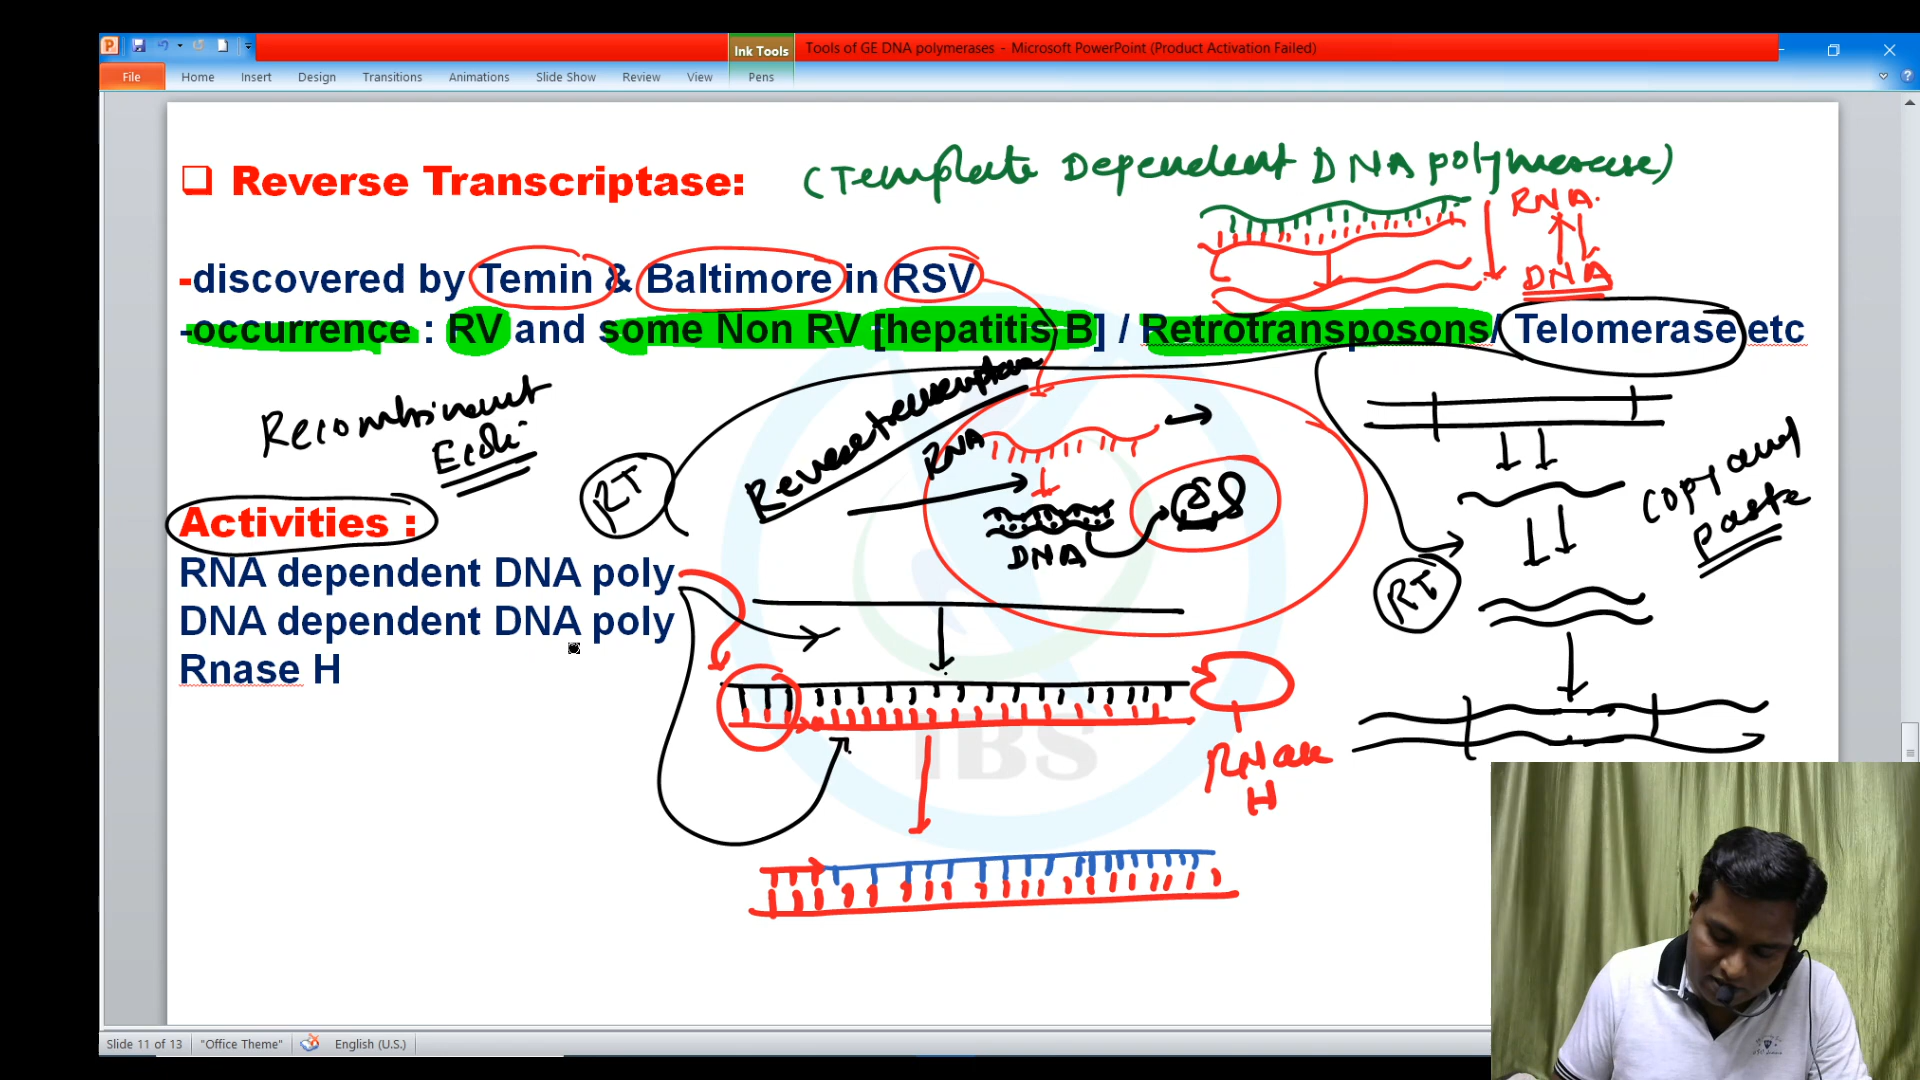 Ink Tools
Tools of GE DNA polymerases - Microsoft PowerPoint (Product Activation Failed)
File Home Insert Design Transitions Animations Slide Show Review View Pens
❑ Reverse Transcriptase:
(Template Dependent DNA polymerase)
RNA.
DNA
-discovered by Temin & Baltimore in RSV
-occurrence : RV and some Non RV [hepatitis B] / Retrotransposons/ Telomerase etc
Recombinant
Ecoli
Reverse transcription
RNA
RT
DNA
Copy and
paste
RT
Activities :
RNA dependent DNA poly
DNA dependent DNA poly
Rnase H
RNase
H
IBS
Slide 11 of 13 "Office Theme" English (U.S.)